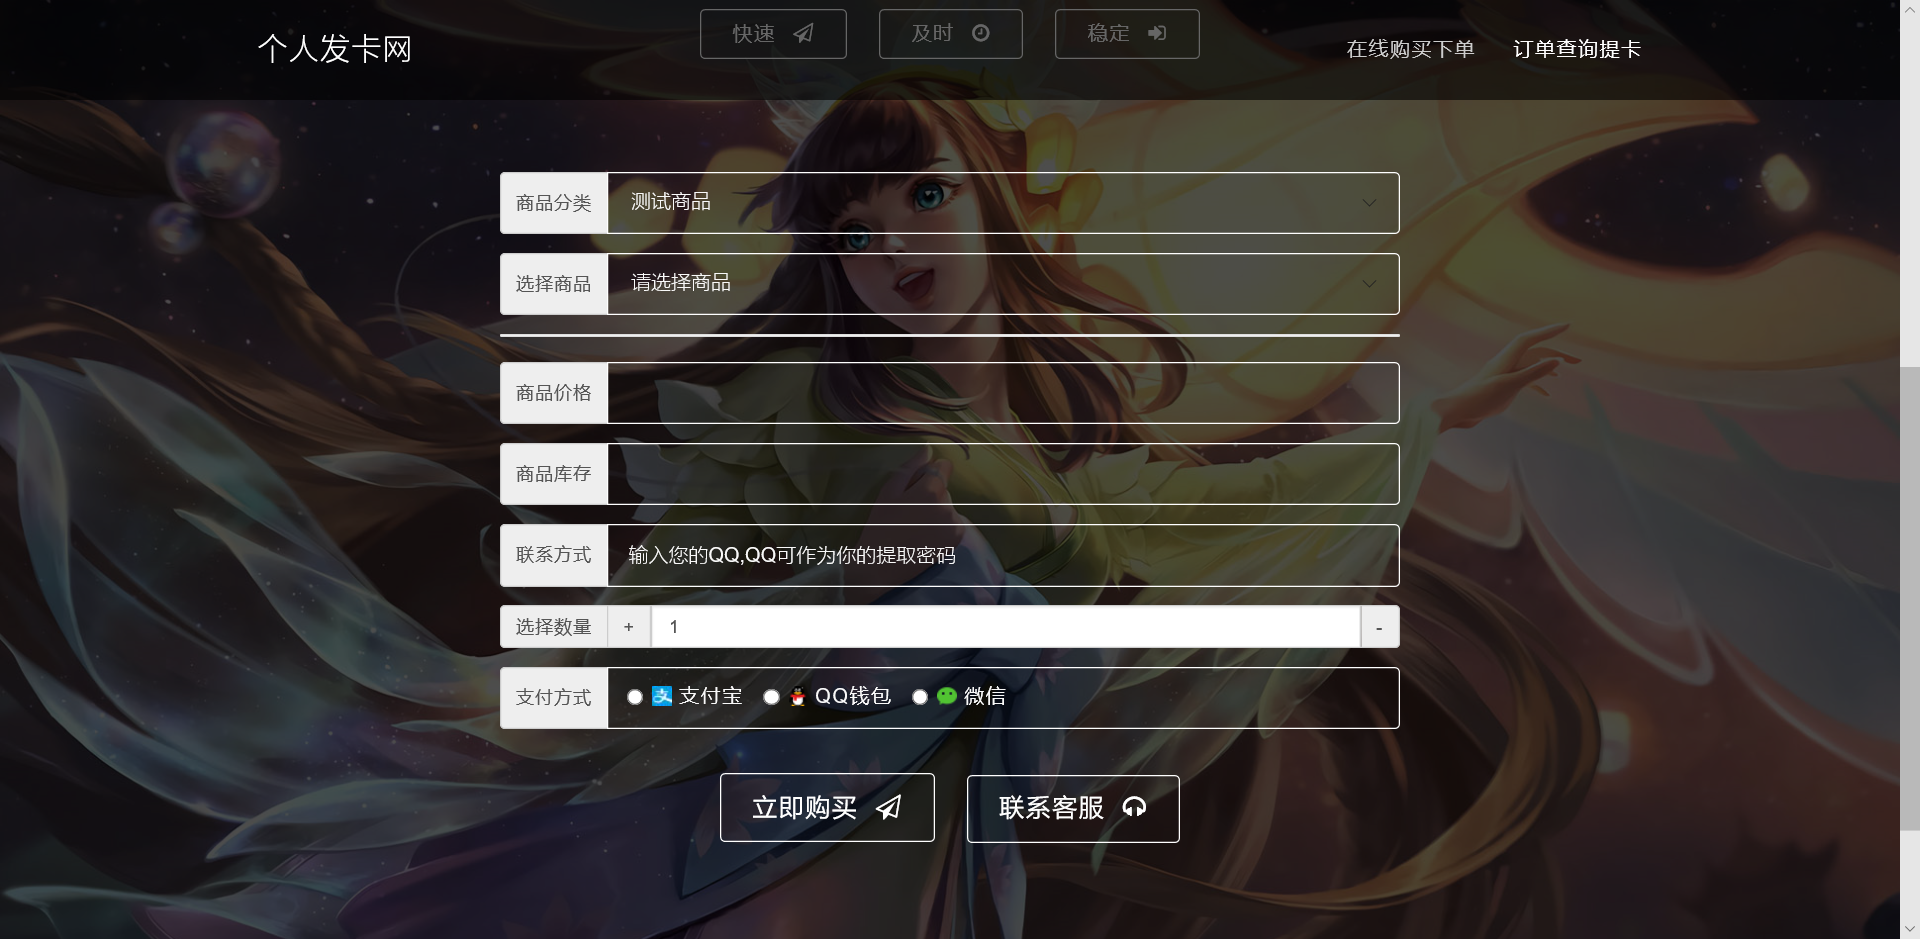 个人发卡网
快速
及时
稳定
在线购买下单
订单查询提卡
商品分类 测试商品
选择商品 请选择商品
商品价格
商品库存
联系方式 输入您的QQ,QQ可作为你的提取密码
选择数量 + 1 -
支付方式 支付宝 QQ钱包 微信
立即购买
联系客服